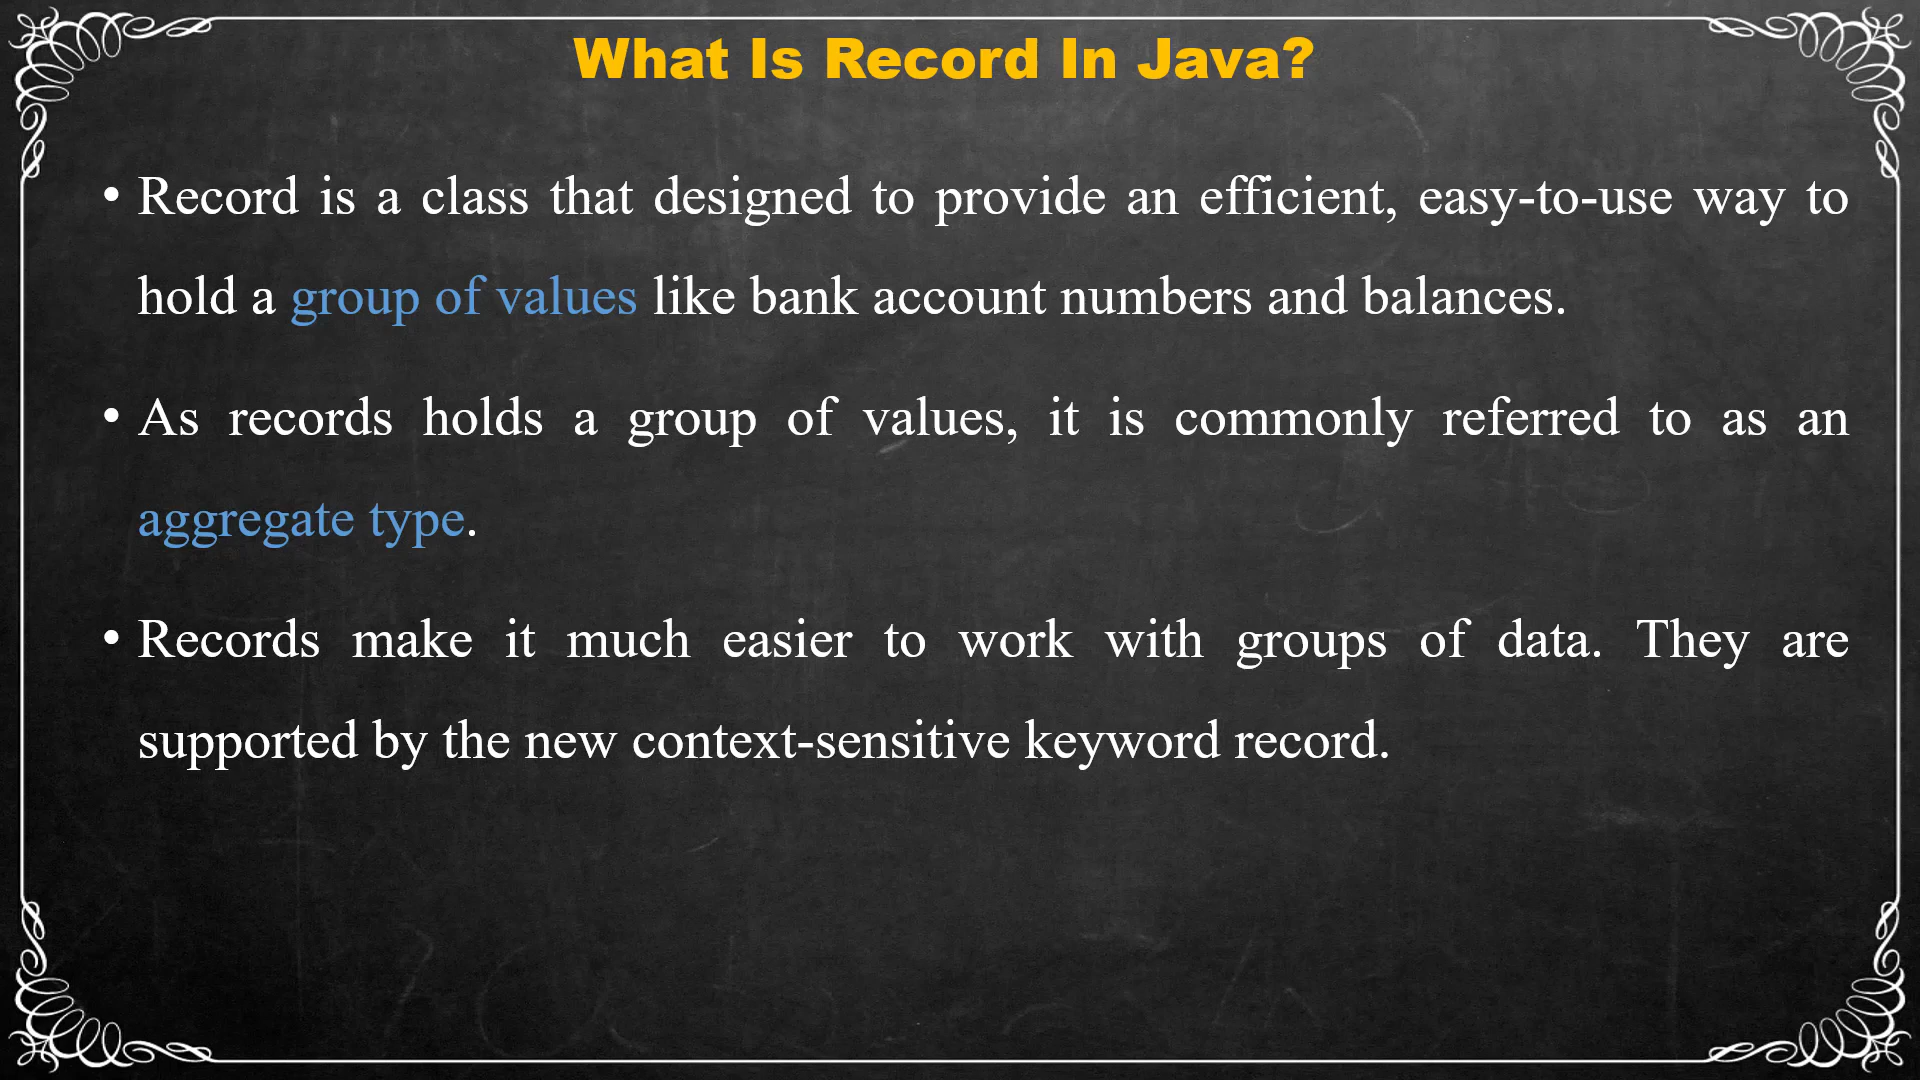 What Is Record In Java?
• Record is a class that designed to provide an efficient, easy-to-use way to
hold a group of values like bank account numbers and balances.
• As records holds a group of values, it is commonly referred to as an
aggregate type.
• Records make it much easier to work with groups of data. They are
supported by the new context-sensitive keyword record.